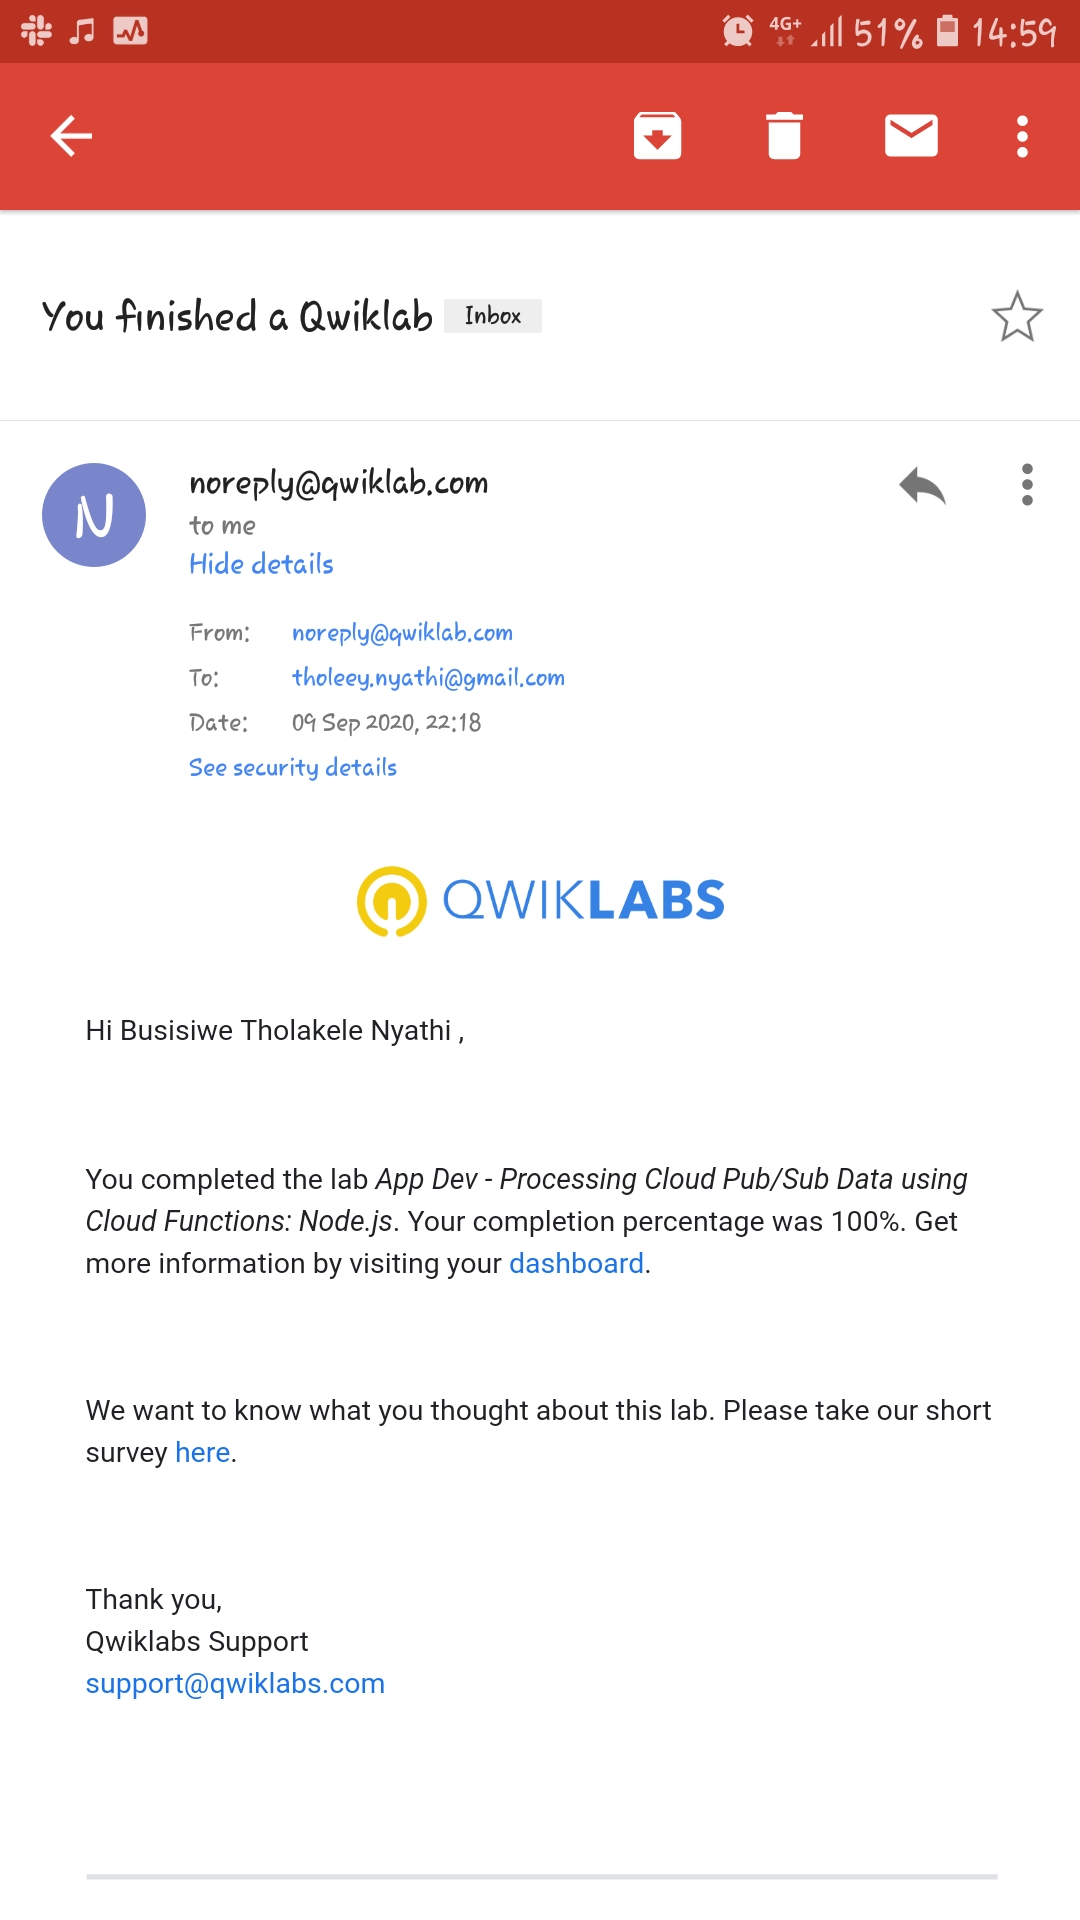 4G+ 51% 14:59
You finished a Qwiklab Inbox
N
noreply@qwiklab.com
to me
Hide details
From: noreply@qwiklab.com
To: tholeey.nyathi@gmail.com
Date: 09 Sep 2020, 22:18
See security details
QWIKLABS
Hi Busisiwe Tholakele Nyathi ,
You completed the lab App Dev - Processing Cloud Pub/Sub Data using
Cloud Functions: Node.js. Your completion percentage was 100%. Get
more information by visiting your dashboard.
We want to know what you thought about this lab. Please take our short
survey here.
Thank you,
Qwiklabs Support
support@qwiklabs.com